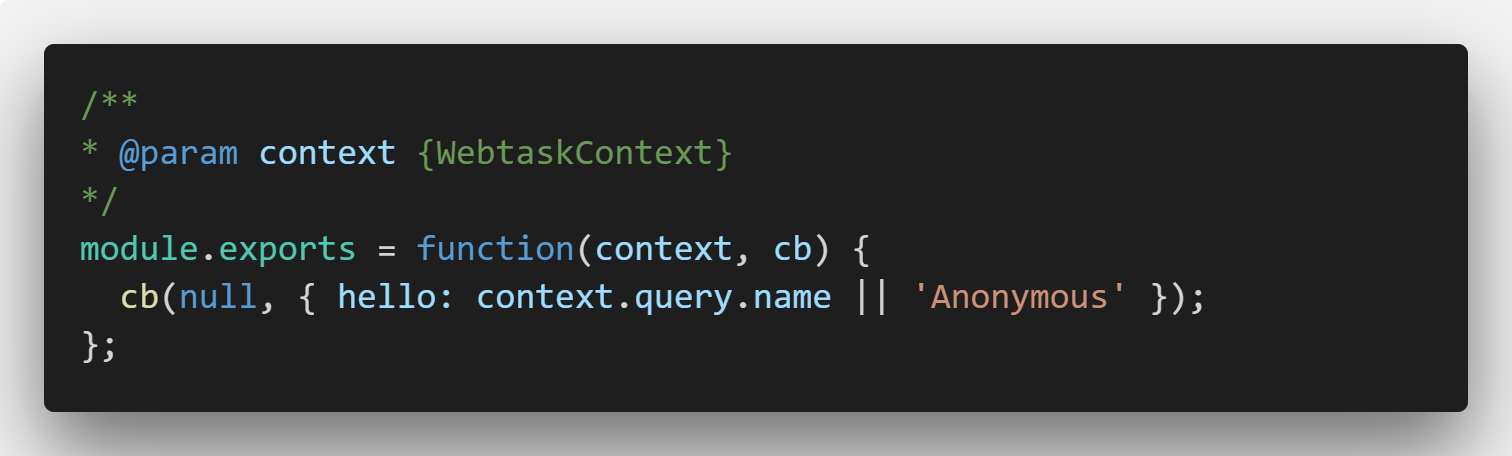 /**
* @param context {WebtaskContext}
*/
module.exports = function(context, cb) {
  cb(null, { hello: context.query.name || 'Anonymous' });
};